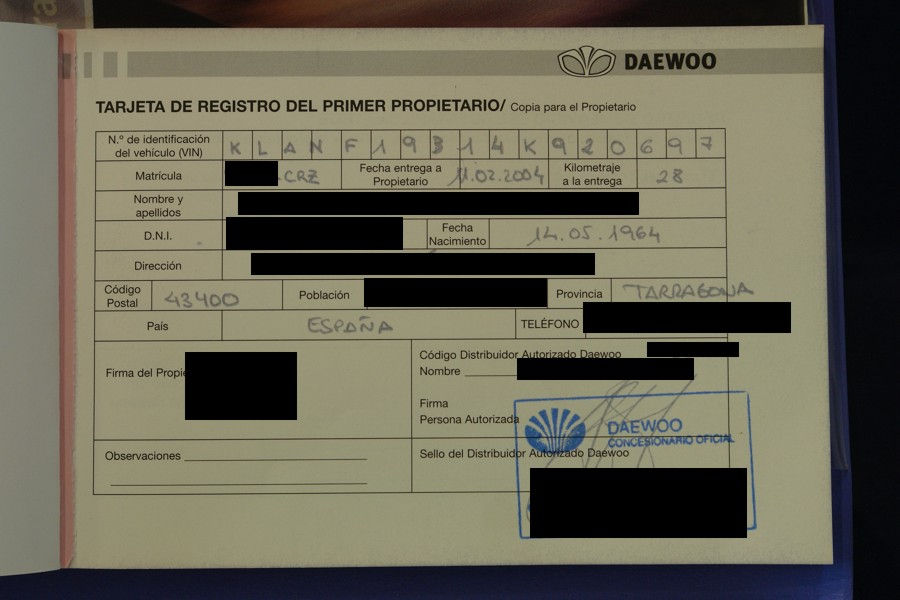 DAEWOO
TARJETA DE REGISTRO DEL PRIMER PROPIETARIO/ Copia para el Propietario
N.º de identificación del vehículo (VIN) KLANF19314K920697
Matrícula CRZ Fecha entrega a Propietario 11.02.2004 Kilometraje a la entrega 28
Nombre y apellidos
D.N.I. Fecha Nacimiento 14.05.1964
Dirección
Código Postal 43400 Población Provincia TARRAGONA
País ESPAÑA TELÉFONO
Código Distribuidor Autorizado Daewoo
Firma del Nombre
Firma
Persona Autorizada
DAEWOO
CONCESIONARIO OFICIAL
Observaciones Sello del Distribuidor Autorizado Daewoo